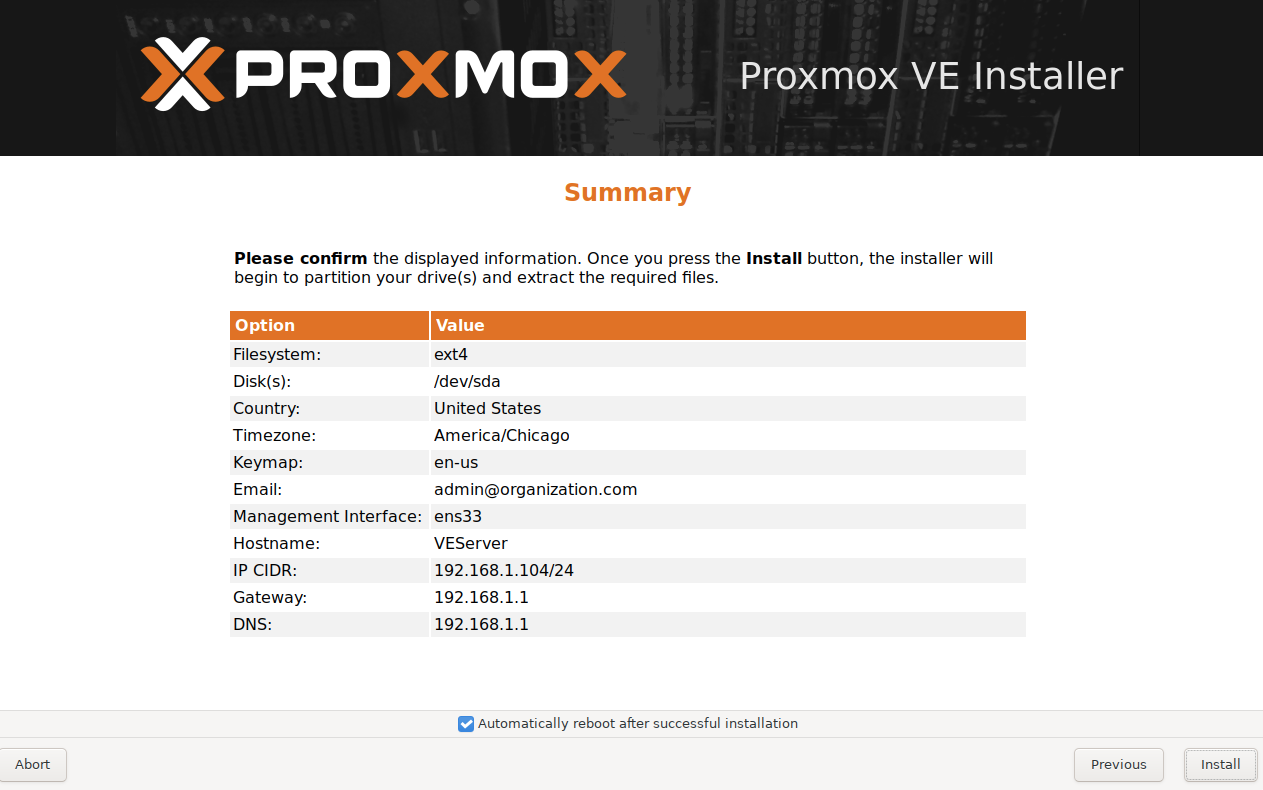 PROXMOX
Proxmox VE Installer
Summary
Please confirm the displayed information. Once you press the Install button, the installer will
begin to partition your drive(s) and extract the required files.
Option Value
Filesystem: ext4
Disk(s): /dev/sda
Country: United States
Timezone: America/Chicago
Keymap: en-us
Email: admin@organization.com
Management Interface: ens33
Hostname: VEServer
IP CIDR: 192.168.1.104/24
Gateway: 192.168.1.1
DNS: 192.168.1.1
Automatically reboot after successful installation
Abort Previous Install